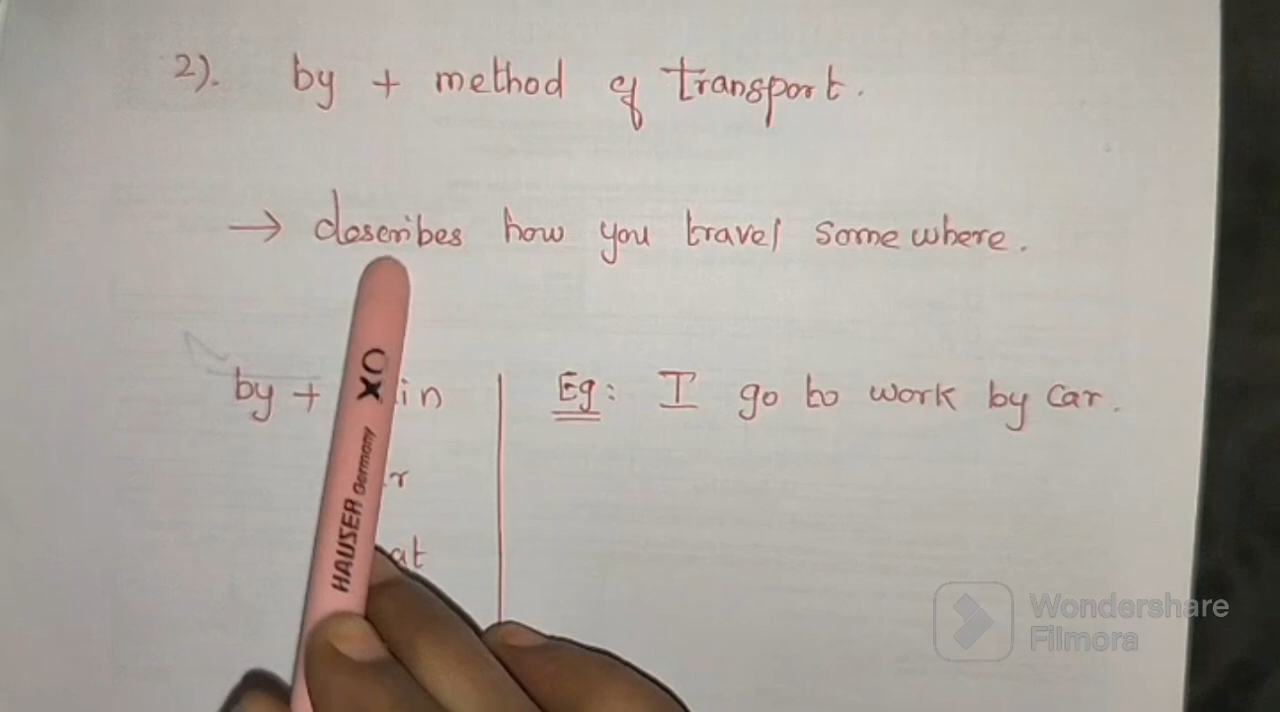 2). by + method of transport.
→ describes how you travel somewhere.
by +
Eg: I go to work by car.
XO
HAUSER Germany
Wondershare
Filmora